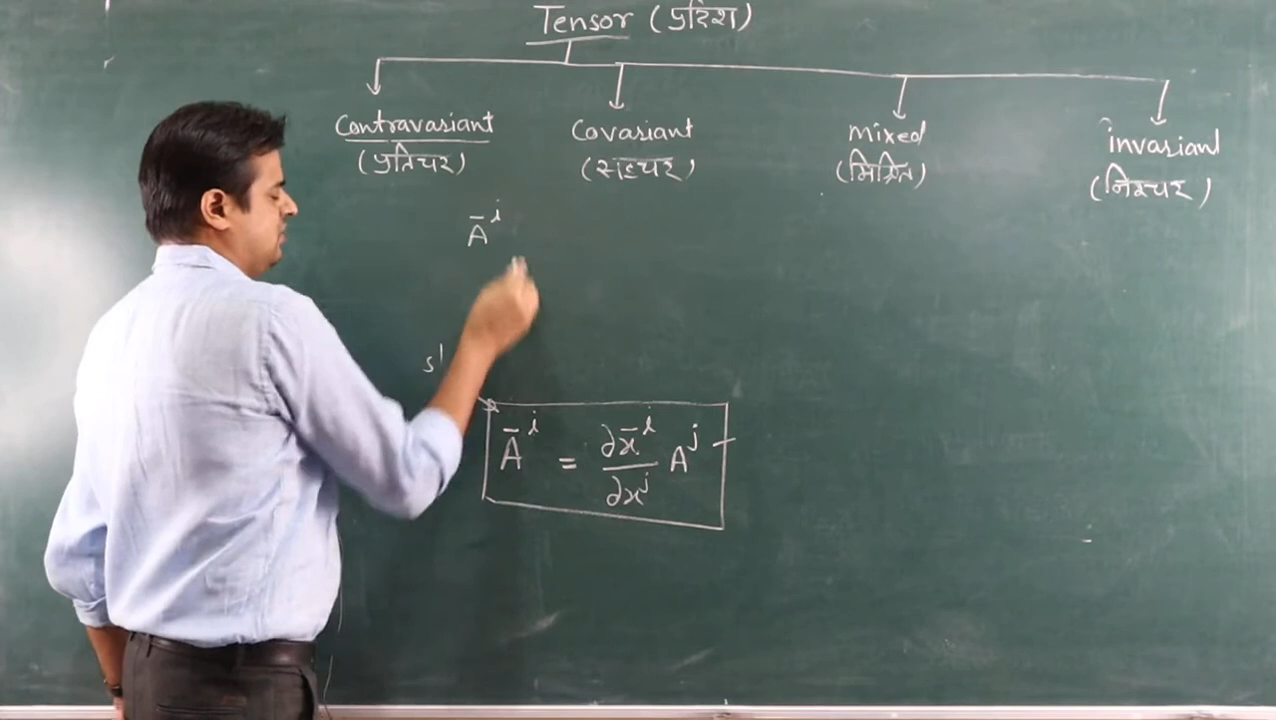 Tensor (प्रदिश)
Contravariant Covariant mixed invariant
(प्रतिचर) (सहचर) (मिश्रित) (निश्चर)
Ā^i
s'
Ā^i = ∂x̄^i/∂x^j A^j